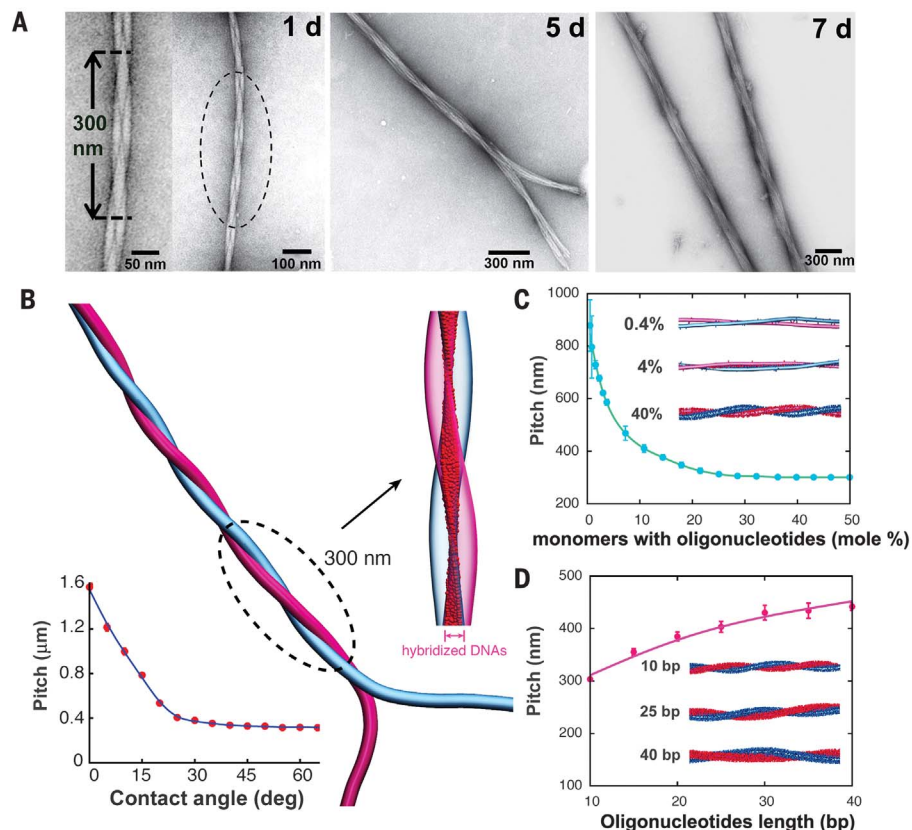 A
1 d
5 d
7 d
300
nm
50 nm
100 nm
300 nm
300 nm
B
300 nm
hybridized DNAs
Pitch (μm)
1.6
1.2
0.8
0.4
0
0 15 30 45 60
Contact angle (deg)
C
Pitch (nm)
1000
800
600
400
200
0.4%
4%
40%
0 10 20 30 40 50
monomers with oligonucleotides (mole %)
D
Pitch (nm)
500
400
300
200
100
10 bp
25 bp
40 bp
10 20 30 40
Oligonucleotides length (bp)